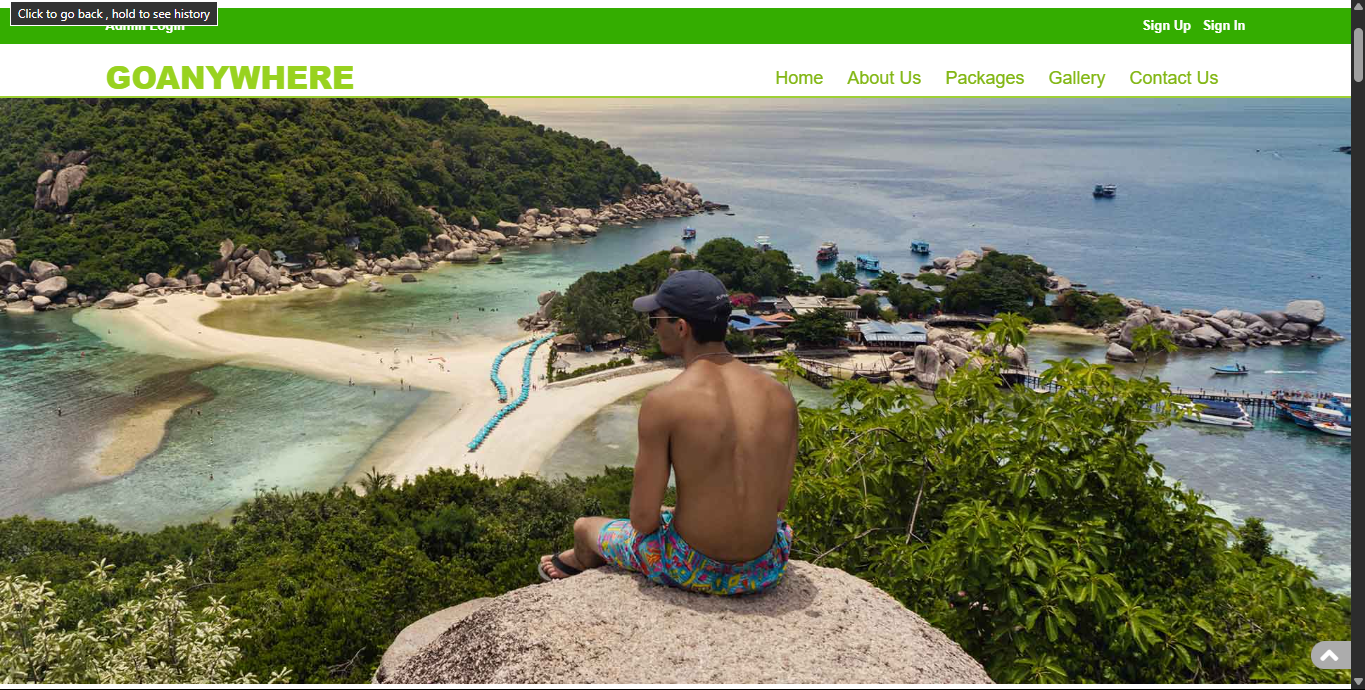 Click to go back , hold to see history
Admin Login
Sign Up Sign In
GOANYWHERE
Home About Us Packages Gallery Contact Us